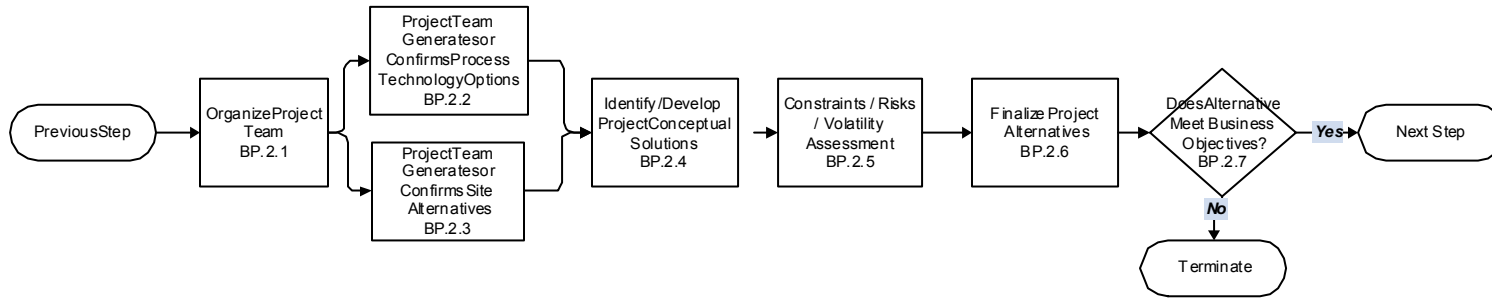 PreviousStep
OrganizeProject
Team
BP.2.1
ProjectTeam
Generatesor
ConfirmsProcess
TechnologyOptions
BP.2.2
ProjectTeam
Generatesor
ConfirmsSite
Alternatives
BP.2.3
Identify/Develop
ProjectConceptual
Solutions
BP.2.4
Constraints / Risks
/ Volatility
Assessment
BP.2.5
Finalize Project
Alternatives
BP.2.6
DoesAlternative
Meet Business
Objectives?
BP.2.7
Yes
Next Step
No
Terminate